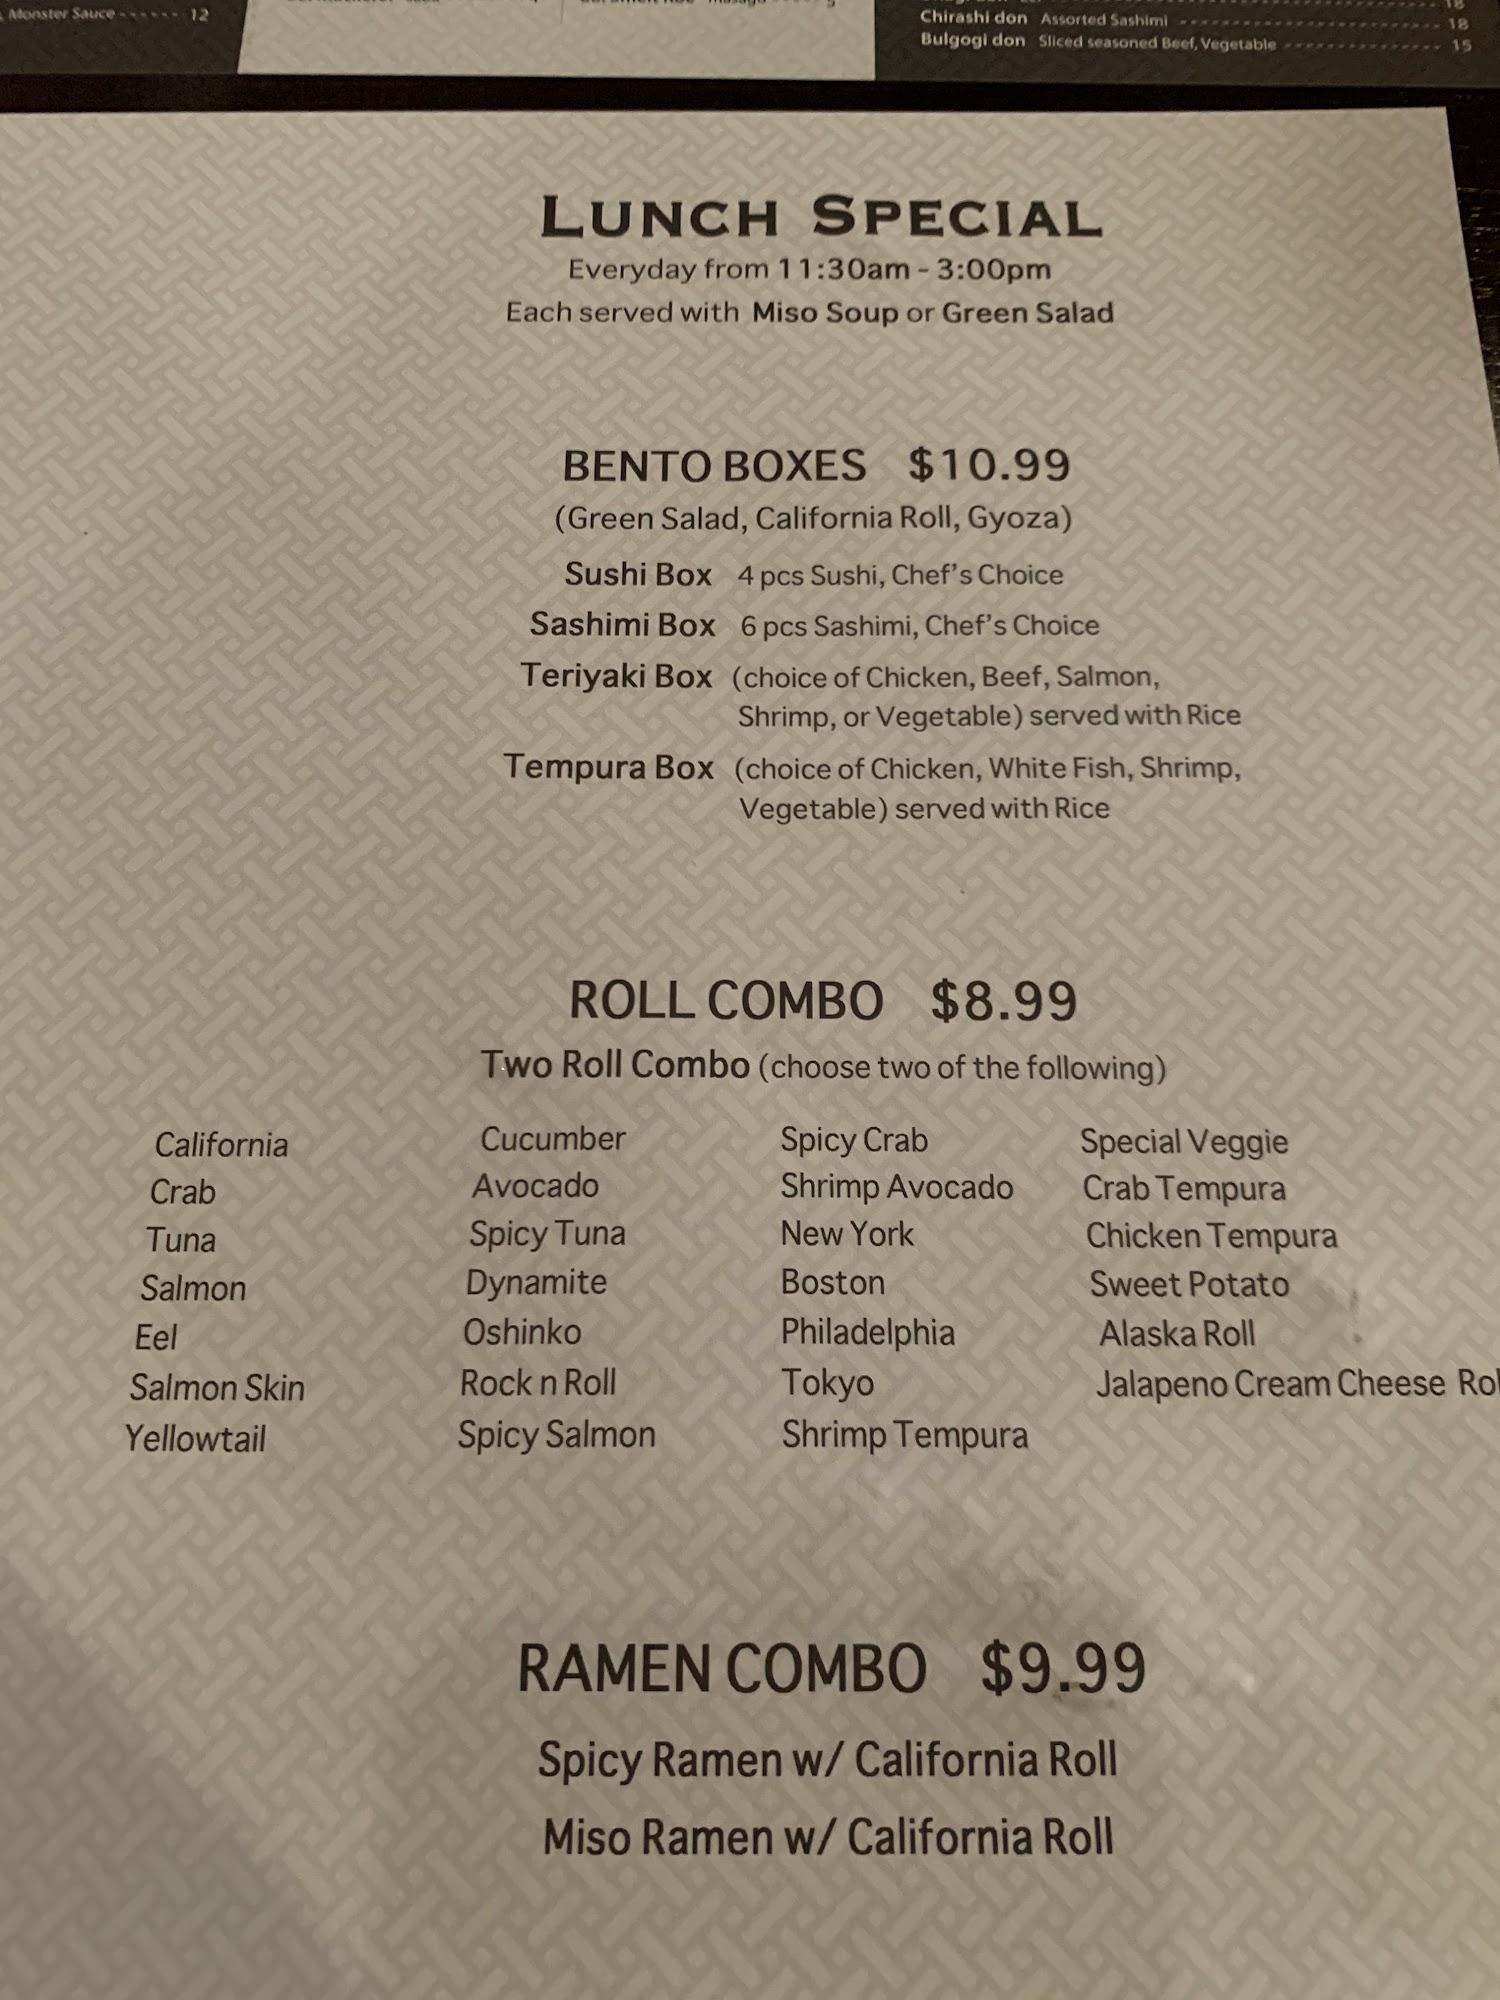 Monster Sauce ------ 12
18
Chirashi don Assorted Sashimi 18
Bulgogi don Sliced seasoned Beef, Vegetable 15
LUNCH SPECIAL
Everyday from 11:30am - 3:00pm
Each served with Miso Soup or Green Salad
BENTO BOXES $10.99
(Green Salad, California Roll, Gyoza)
Sushi Box 4 pcs Sushi, Chef's Choice
Sashimi Box 6 pcs Sashimi, Chef's Choice
Teriyaki Box (choice of Chicken, Beef, Salmon,
Shrimp, or Vegetable) served with Rice
Tempura Box (choice of Chicken, White Fish, Shrimp,
Vegetable) served with Rice
ROLL COMBO $8.99
Two Roll Combo (choose two of the following)
California
Crab
Tuna
Salmon
Eel
Salmon Skin
Yellowtail
Cucumber
Avocado
Spicy Tuna
Dynamite
Oshinko
Rock n Roll
Spicy Salmon
Spicy Crab
Shrimp Avocado
New York
Boston
Philadelphia
Tokyo
Shrimp Tempura
Special Veggie
Crab Tempura
Chicken Tempura
Sweet Potato
Alaska Roll
Jalapeno Cream Cheese Rol
RAMEN COMBO $9.99
Spicy Ramen w/ California Roll
Miso Ramen w/ California Roll